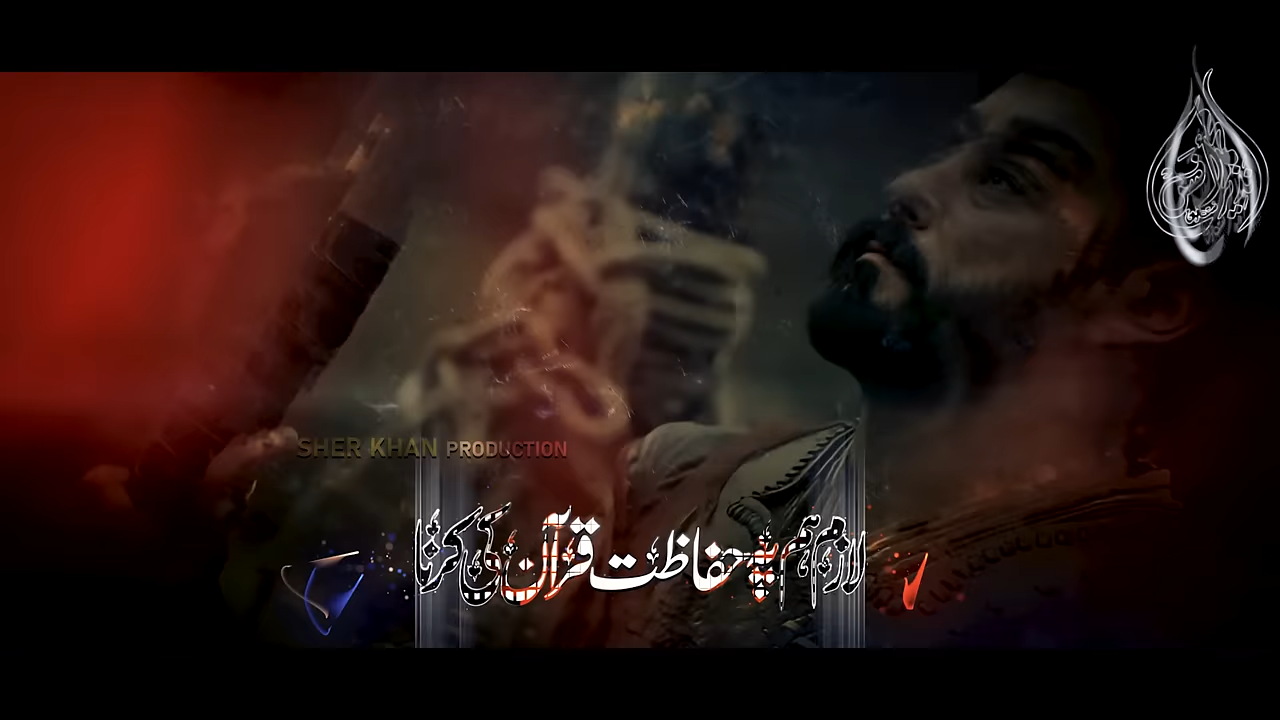 SHER KHAN PRODUCTION
لازم ہم پہ حفاظت قرآن کی کرنا